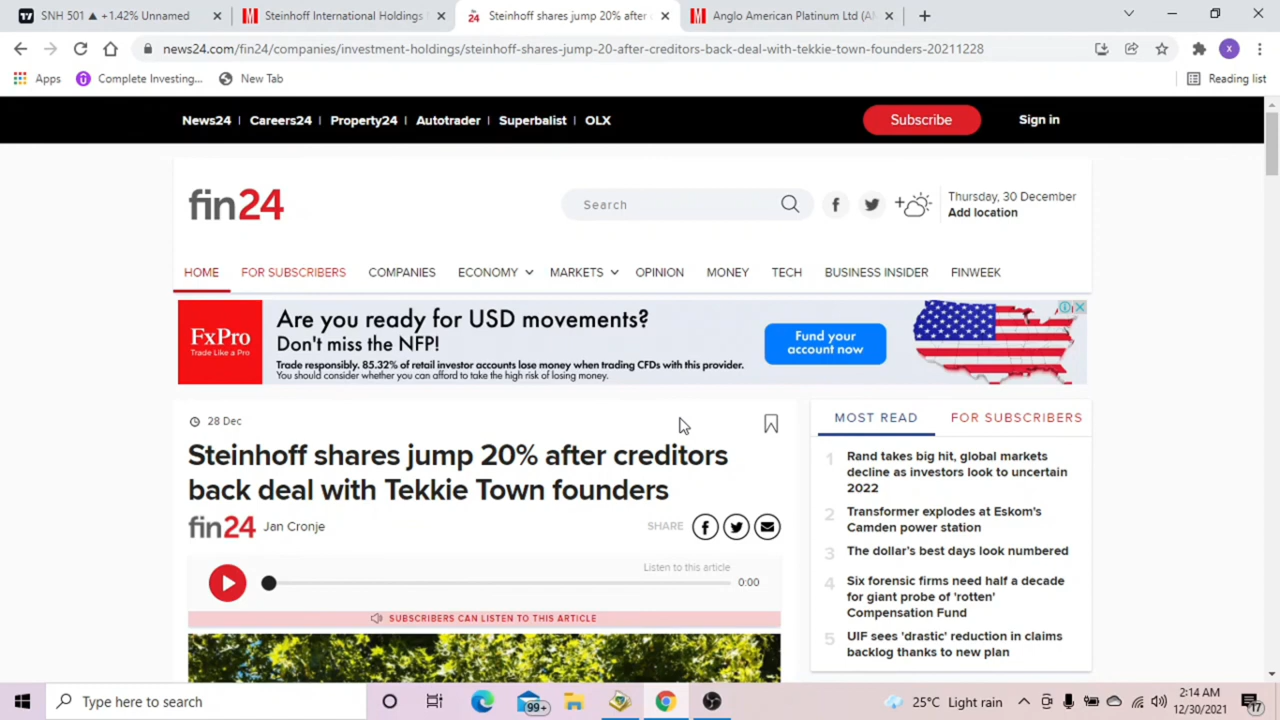 SNH 501 ▲ +1.42% Unnamed
Steinhoff International Holdings
Steinhoff shares jump 20% after
Anglo American Platinum Ltd (AM
news24.com/fin24/companies/investment-holdings/steinhoff-shares-jump-20-after-creditors-back-deal-with-tekkie-town-founders-20211228
X
Apps
Complete Investing...
New Tab
Reading list
News24 | Careers24 | Property24 | Autotrader | Superbalist | OLX
Subscribe
Sign in
fin24
Search
Thursday, 30 December
Add location
HOME
FOR SUBSCRIBERS
COMPANIES
ECONOMY
MARKETS
OPINION
MONEY
TECH
BUSINESS INSIDER
FINWEEK
FxPro
Trade Like a Pro
Are you ready for USD movements?
Don't miss the NFP!
Trade responsibly. 85.32% of retail investor accounts lose money when trading CFDs with this provider.
You should consider whether you can afford to take the high risk of losing money.
Fund your
account now
28 Dec
Steinhoff shares jump 20% after creditors
back deal with Tekkie Town founders
fin24 Jan Cronje
SHARE
Listen to this article
0:00
SUBSCRIBERS CAN LISTEN TO THIS ARTICLE
MOST READ
FOR SUBSCRIBERS
1 Rand takes big hit, global markets
decline as investors look to uncertain
2022
2 Transformer explodes at Eskom's
Camden power station
3 The dollar's best days look numbered
4 Six forensic firms need half a decade
for giant probe of 'rotten'
Compensation Fund
5 UIF sees 'drastic' reduction in claims
backlog thanks to new plan
Type here to search
99+
25°C Light rain
2:14 AM
12/30/2021
17